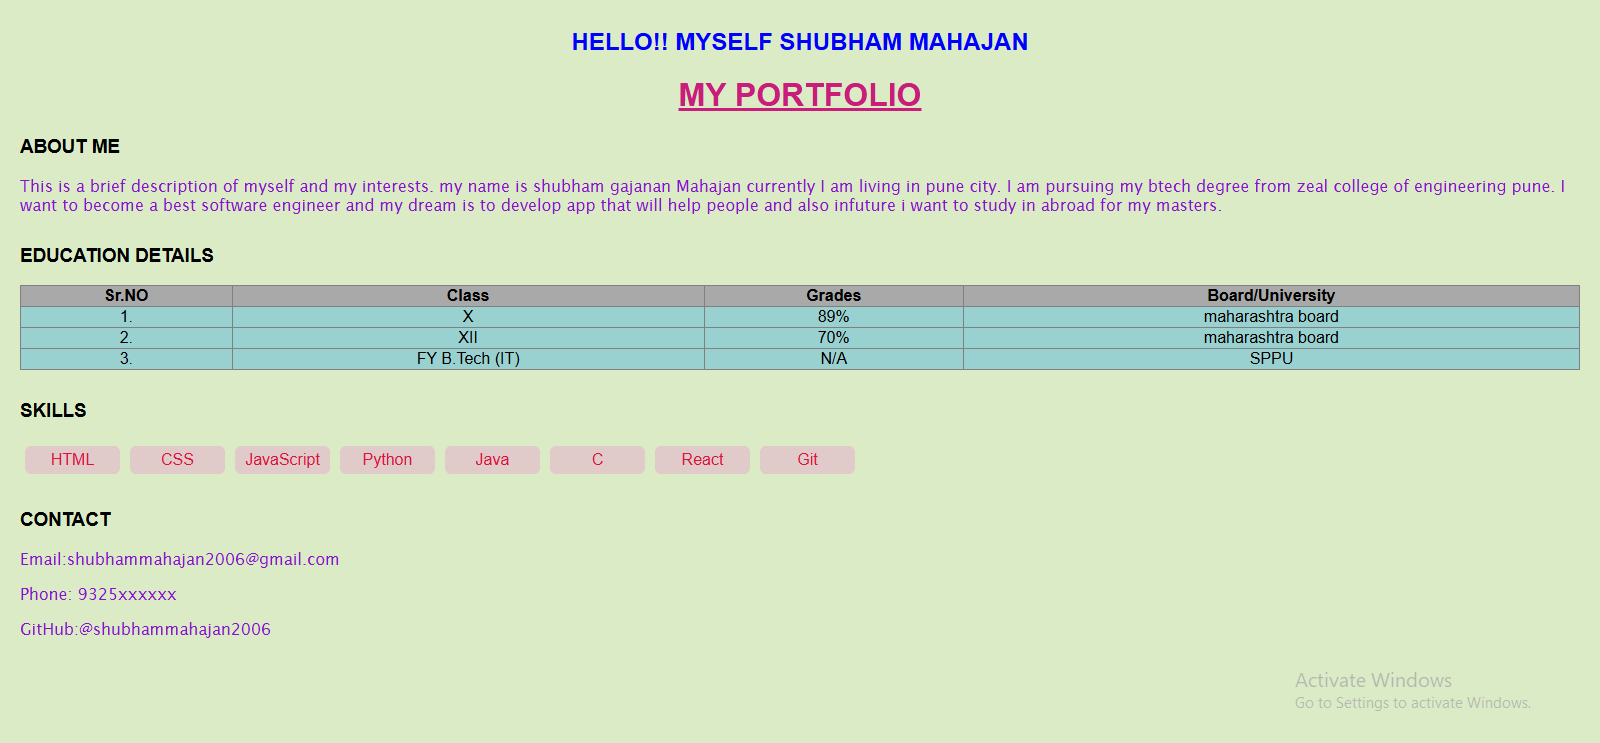 HELLO!! MYSELF SHUBHAM MAHAJAN
MY PORTFOLIO
ABOUT ME
This is a brief description of myself and my interests. my name is shubham gajanan Mahajan currently I am living in pune city. I am pursuing my btech degree from zeal college of engineering pune. I
want to become a best software engineer and my dream is to develop app that will help people and also infuture i want to study in abroad for my masters.
EDUCATION DETAILS
Sr.NO Class Grades Board/University
1. X 89% maharashtra board
2. XII 70% maharashtra board
3. FY B.Tech (IT) N/A SPPU
SKILLS
HTML CSS JavaScript Python Java C React Git
CONTACT
Email:shubhammahajan2006@gmail.com
Phone: 9325xxxxxx
GitHub:@shubhammahajan2006
Activate Windows
Go to Settings to activate Windows.